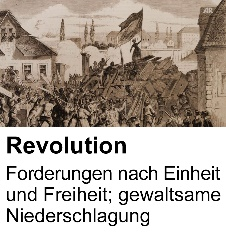 Revolution
Forderungen nach Einheit
und Freiheit; gewaltsame
Niederschlagung